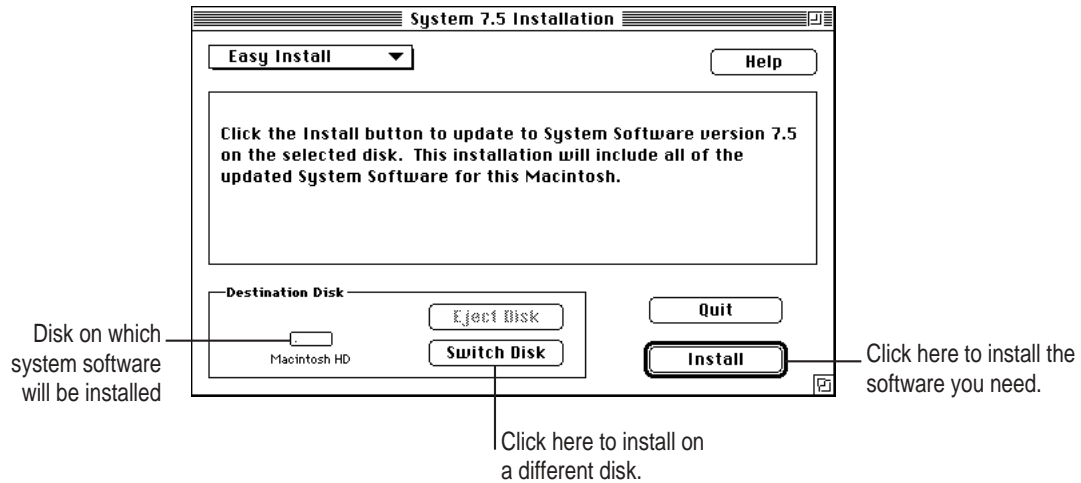 System 7.5 Installation
Easy Install
Help
Click the Install button to update to System Software version 7.5
on the selected disk.  This installation will include all of the
updated System Software for this Macintosh.
Destination Disk
Eject Disk
Quit
Macintosh HD
Switch Disk
Install
Disk on which
system software
will be installed
Click here to install the
software you need.
Click here to install on
a different disk.